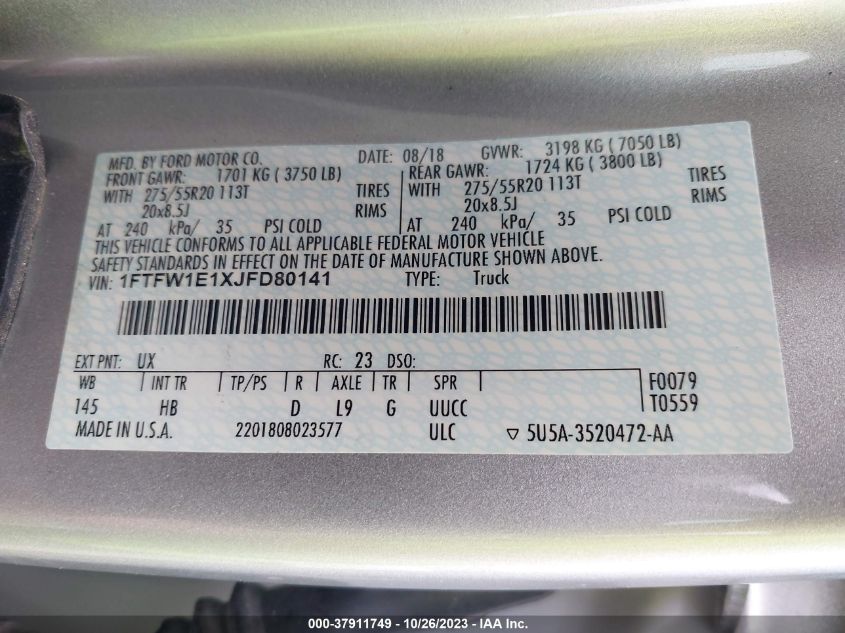 MFD. BY FORD MOTOR CO. DATE: 08/18 GVWR: 3198 KG ( 7050 LB)
FRONT GAWR: 1701 KG ( 3750 LB) REAR GAWR: 1724 KG ( 3800 LB)
WITH 275/55R20 113T TIRES WITH 275/55R20 113T TIRES
20x8.5J RIMS 20x8.5J RIMS
AT 240 kPa/ 35 PSI COLD AT 240 kPa/ 35 PSI COLD
THIS VEHICLE CONFORMS TO ALL APPLICABLE FEDERAL MOTOR VEHICLE
SAFETY STANDARDS IN EFFECT ON THE DATE OF MANUFACTURE SHOWN ABOVE.
VIN: 1FTFW1E1XJFD80141 TYPE: Truck
EXT PNT: UX RC: 23 DSO:
WB INT TR TP/PS R AXLE TR SPR F0079
145 HB D L9 G UUCC T0559
MADE IN U.S.A. 2201808023577 ULC ▽ 5U5A-3520472-AA
000-37911749 - 10/26/2023 - IAA Inc.